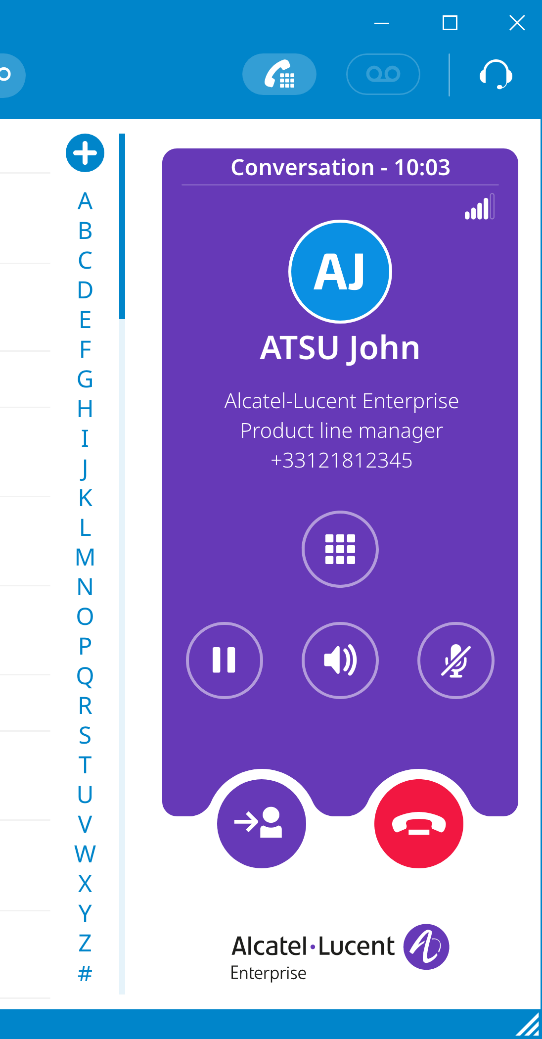 A
B
C
D
E
F
G
H
I
J
K
L
M
N
O
P
Q
R
S
T
U
V
W
X
Y
Z
#
Conversation - 10:03
AJ
ATSU John
Alcatel-Lucent Enterprise
Product line manager
+33121812345
Alcatel·Lucent
Enterprise